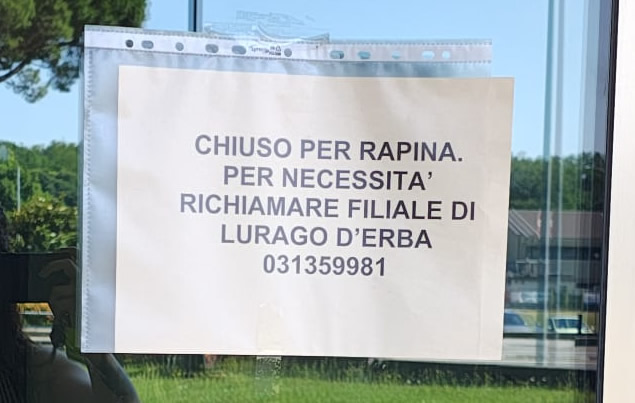 CHIUSO PER RAPINA.
PER NECESSITA'
RICHIAMARE FILIALE DI
LURAGO D'ERBA
031359981